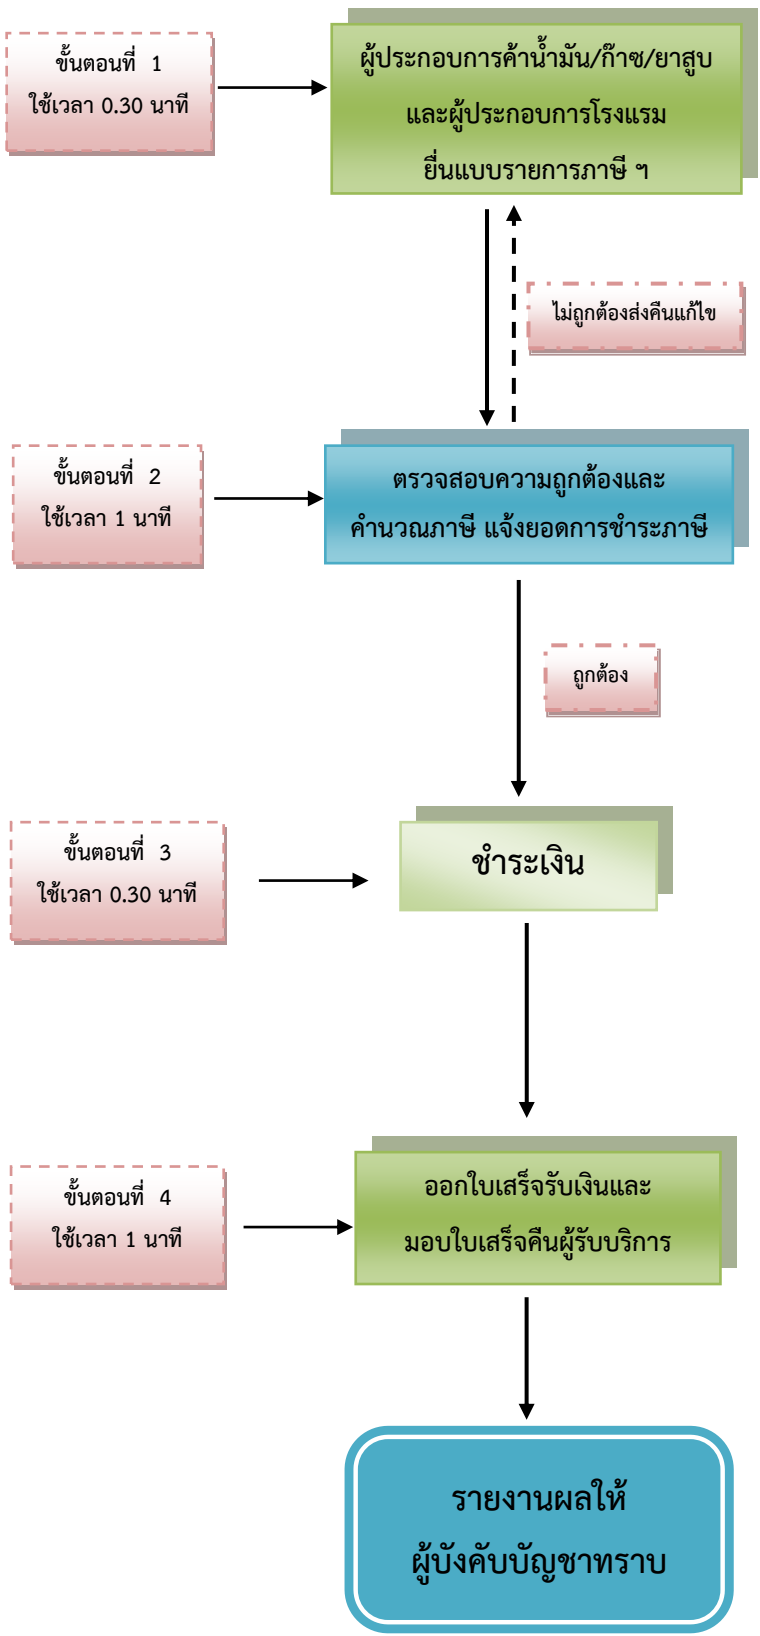 ขั้นตอนที่ 1
ใช้เวลา 0.30 นาที
ผู้ประกอบการค้าน้ำมัน/ก๊าซ/ยาสูบ
และผู้ประกอบการโรงแรม
ยื่นแบบรายการภาษี ฯ
ไม่ถูกต้องส่งคืนแก้ไข
ขั้นตอนที่ 2
ใช้เวลา 1 นาที
ตรวจสอบความถูกต้องและ
คำนวณภาษี แจ้งยอดการชำระภาษี
ถูกต้อง
ขั้นตอนที่ 3
ใช้เวลา 0.30 นาที
ชำระเงิน
ขั้นตอนที่ 4
ใช้เวลา 1 นาที
ออกใบเสร็จรับเงินและ
มอบใบเสร็จคืนผู้รับบริการ
รายงานผลให้
ผู้บังคับบัญชาทราบ